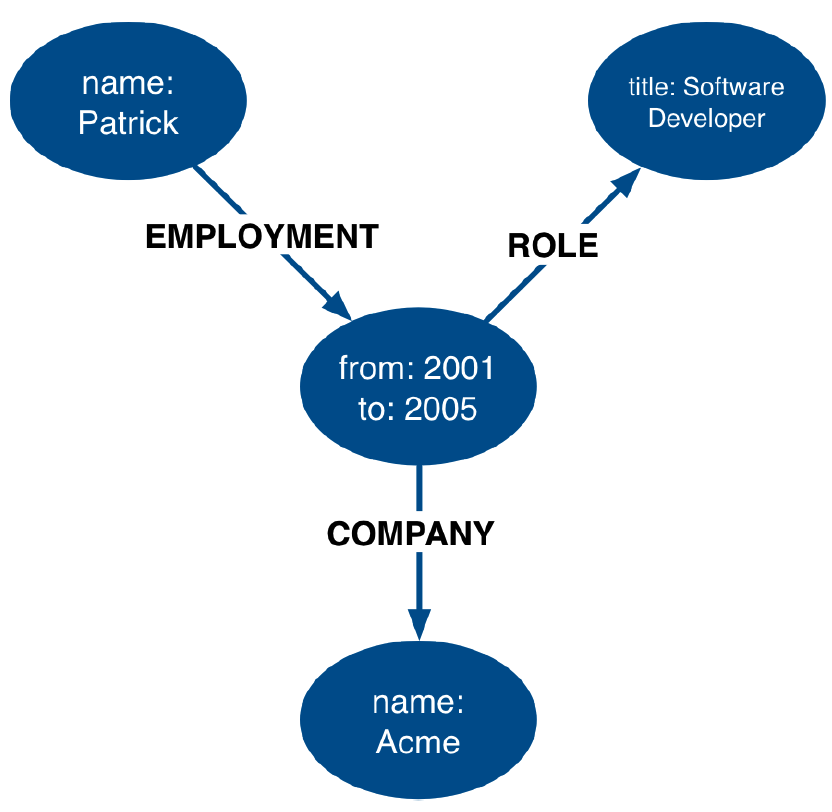 name:
Patrick
title: Software
Developer
EMPLOYMENT
ROLE
from: 2001
to: 2005
COMPANY
name:
Acme